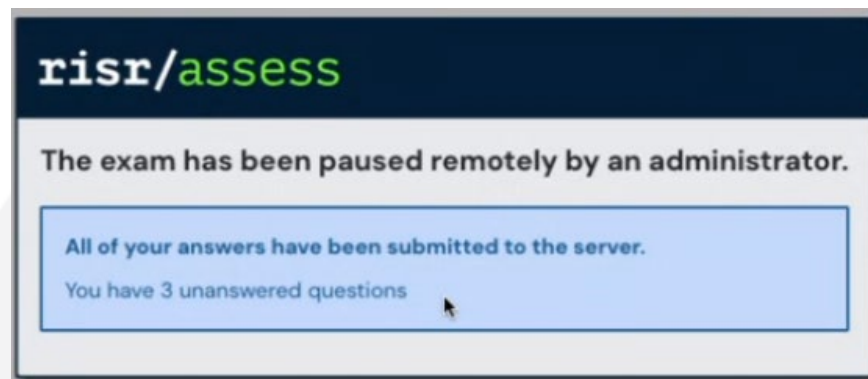 risr/assess
The exam has been paused remotely by an administrator.
All of your answers have been submitted to the server.
You have 3 unanswered questions